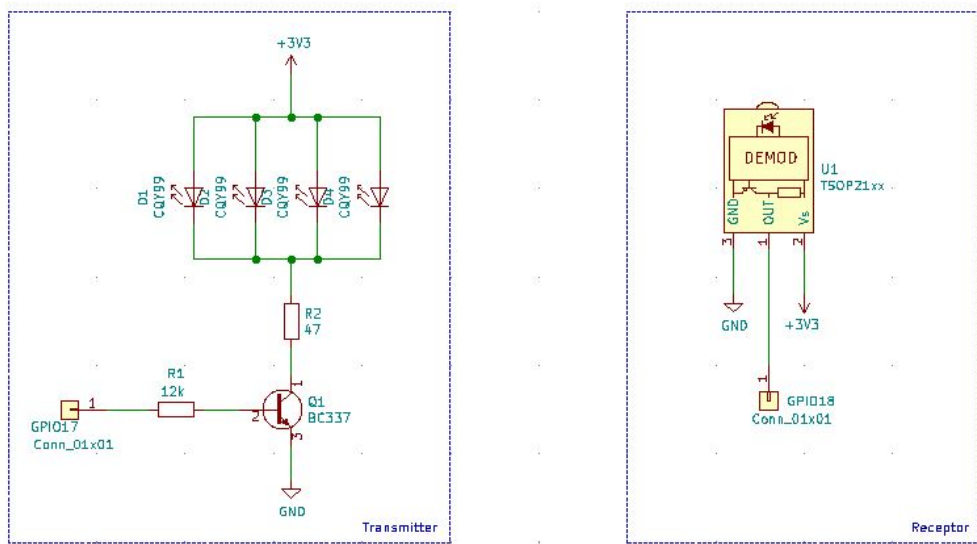 +3V3
D1
CQY99
D2
CQY99
D3
CQY99
D4
CQY99
R2
47
R1
12k
1
GPIO17
Conn_01x01
1
2
3
Q1
BC337
GND
Transmitter
DEMOD
U1
TSOP21xx
GND
OUT
Vs
3
1
2
GND
+3V3
1
GPIO18
Conn_01x01
Receptor